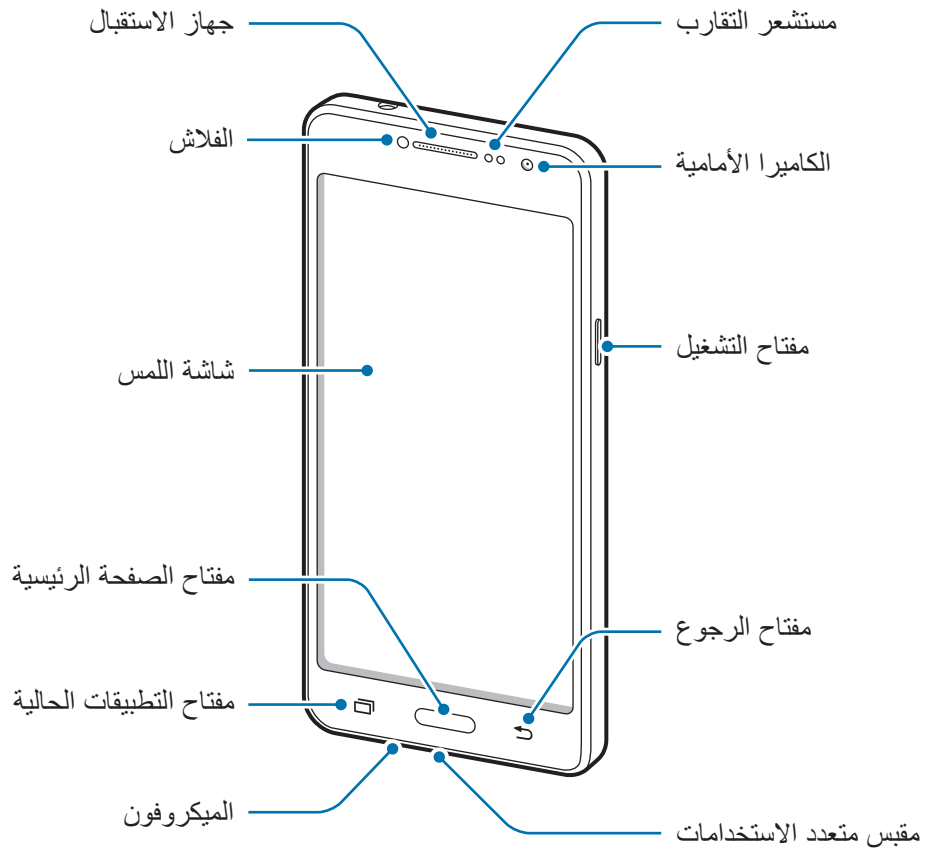 مستشعر التقارب
جهاز الاستقبال
الفلاش
الكاميرا الأمامية
مفتاح التشغيل
شاشة اللمس
مفتاح الصفحة الرئيسية
مفتاح الرجوع
مفتاح التطبيقات الحالية
الميكروفون
مقبس متعدد الاستخدامات